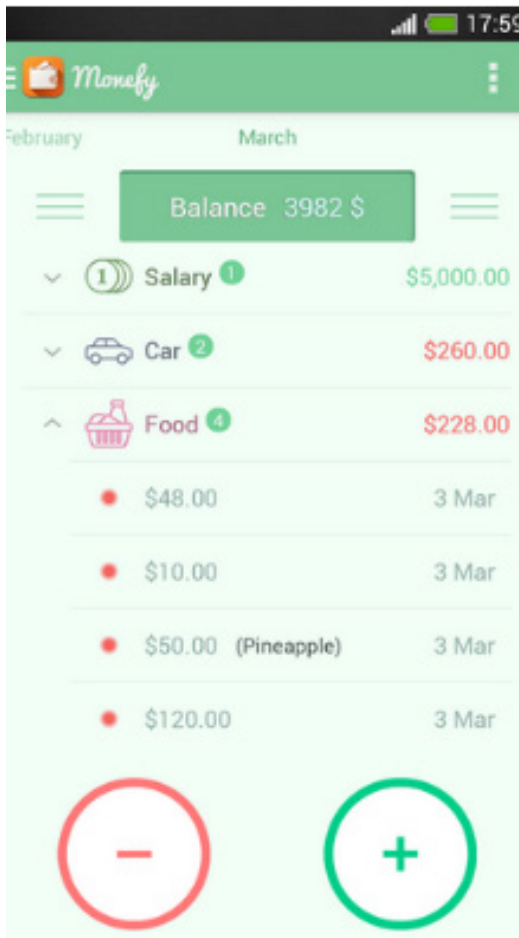 17:59
Monefy
February March
Balance 3982 $
1 Salary 1 $5,000.00
Car 2 $260.00
Food 4 $228.00
$48.00 3 Mar
$10.00 3 Mar
$50.00 (Pineapple) 3 Mar
$120.00 3 Mar